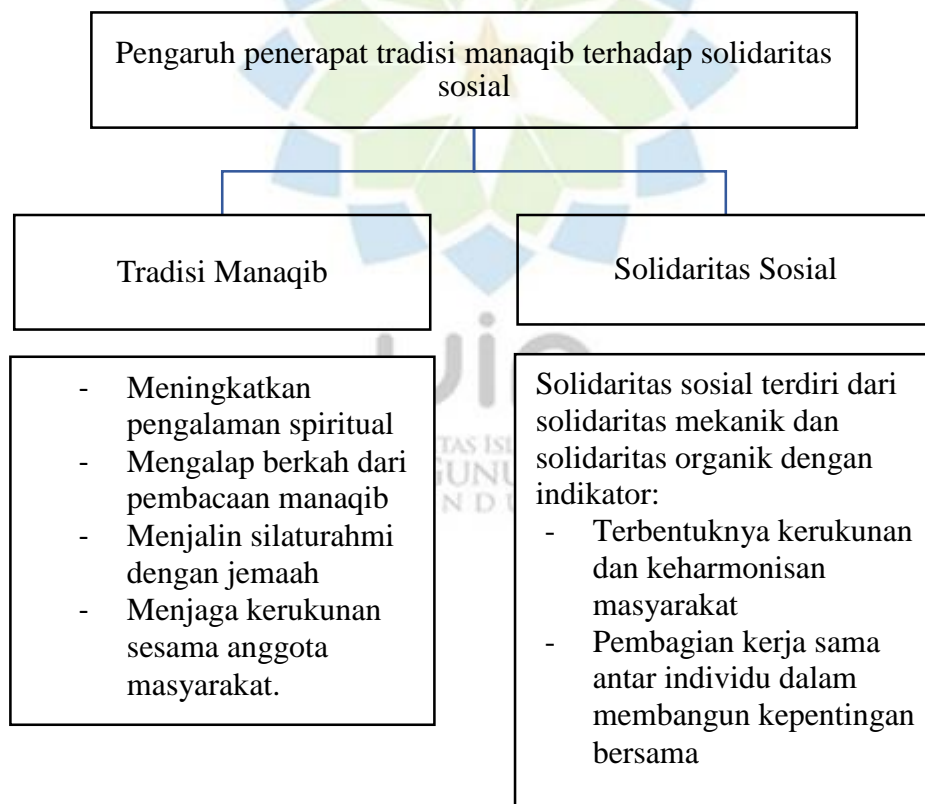 Pengaruh penerapat tradisi manaqib terhadap solidaritas
sosial
Tradisi Manaqib
Solidaritas Sosial
- Meningkatkan
pengalaman spiritual
- Mengalap berkah dari
pembacaan manaqib
- Menjalin silaturahmi
dengan jemaah
- Menjaga kerukunan
sesama anggota
masyarakat.
Solidaritas sosial terdiri dari
solidaritas mekanik dan
solidaritas organik dengan
indikator:
- Terbentuknya kerukunan
dan keharmonisan
masyarakat
- Pembagian kerja sama
antar individu dalam
membangun kepentingan
bersama